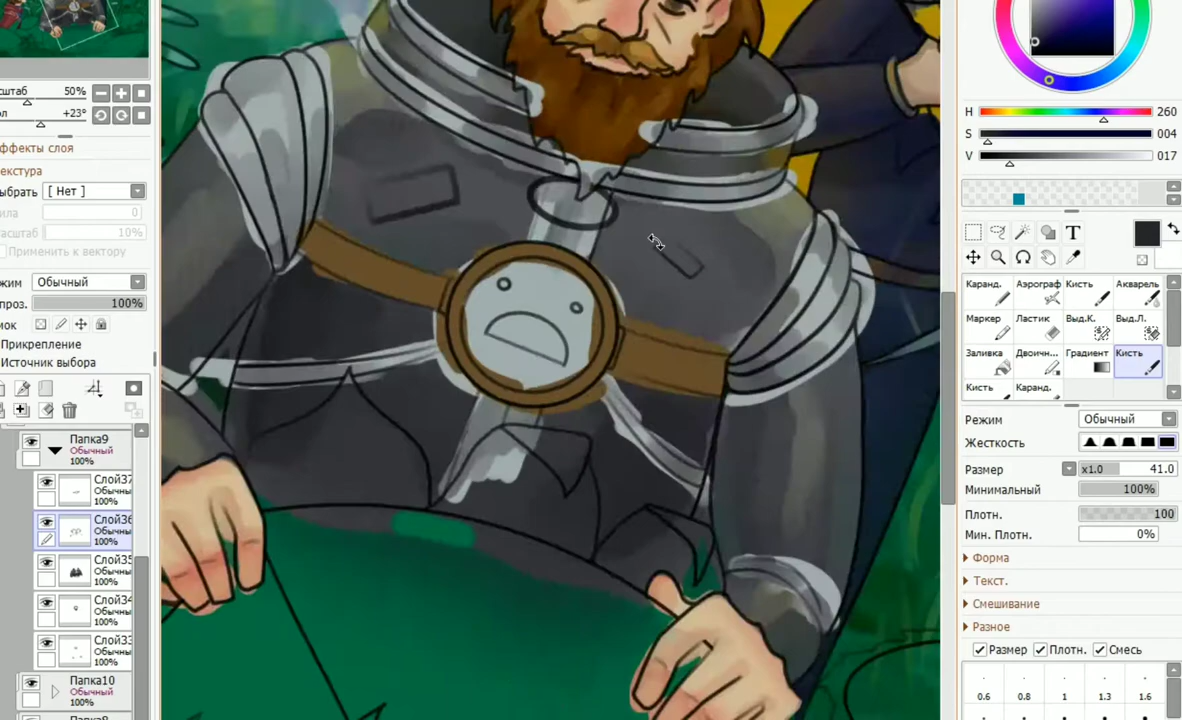 сштаб 50%
ол +23°
ффекты слоя
екстура
ыбрать [ Нет ]
ила 0
асштаб 10%
Применить к вектору
жим Обычный
проз. 100%
мок
Прикрепление
Источник выбора
Папка9
Обычный
100%
Слой37
Обычны
100%
Слой36
Обычны
100%
Слой35
Обычны
100%
Слой34
Обычны
100%
Слой33
Обычны
100%
Папка10
Обычный
100%
H 260
S 004
V 017
T
Каранд. Аэрограф Кисть Акварель
Маркер Ластик Выд.К. Выд.Л.
Заливка Двоичн... Градиент Кисть
Кисть Каранд.
Режим Обычный
Жесткость
Размер x1.0 41.0
Минимальный 100%
Плотн. 100
Мин. Плотн. 0%
Форма
Текст.
Смешивание
Разное
Размер Плотн. Смесь
0.6 0.8 1 1.3 1.6